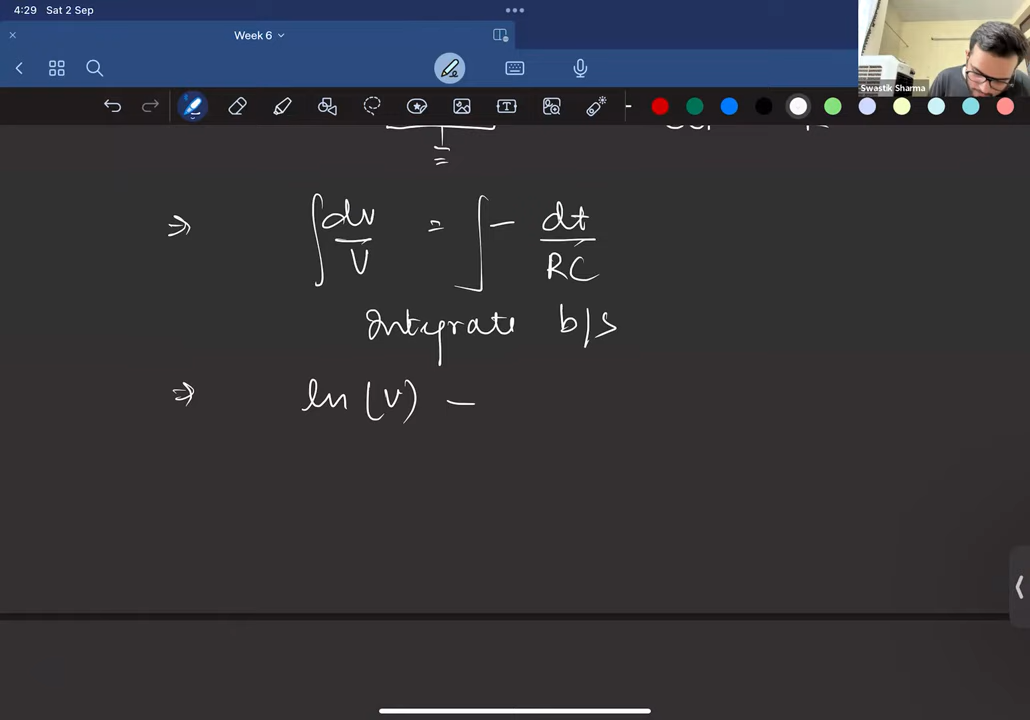 4:29 Sat 2 Sep
Week 6
Swastik Sharma
⇒ ∫ dv/V = ∫ - dt/RC
Integrate b/s
⇒ ln (v) -